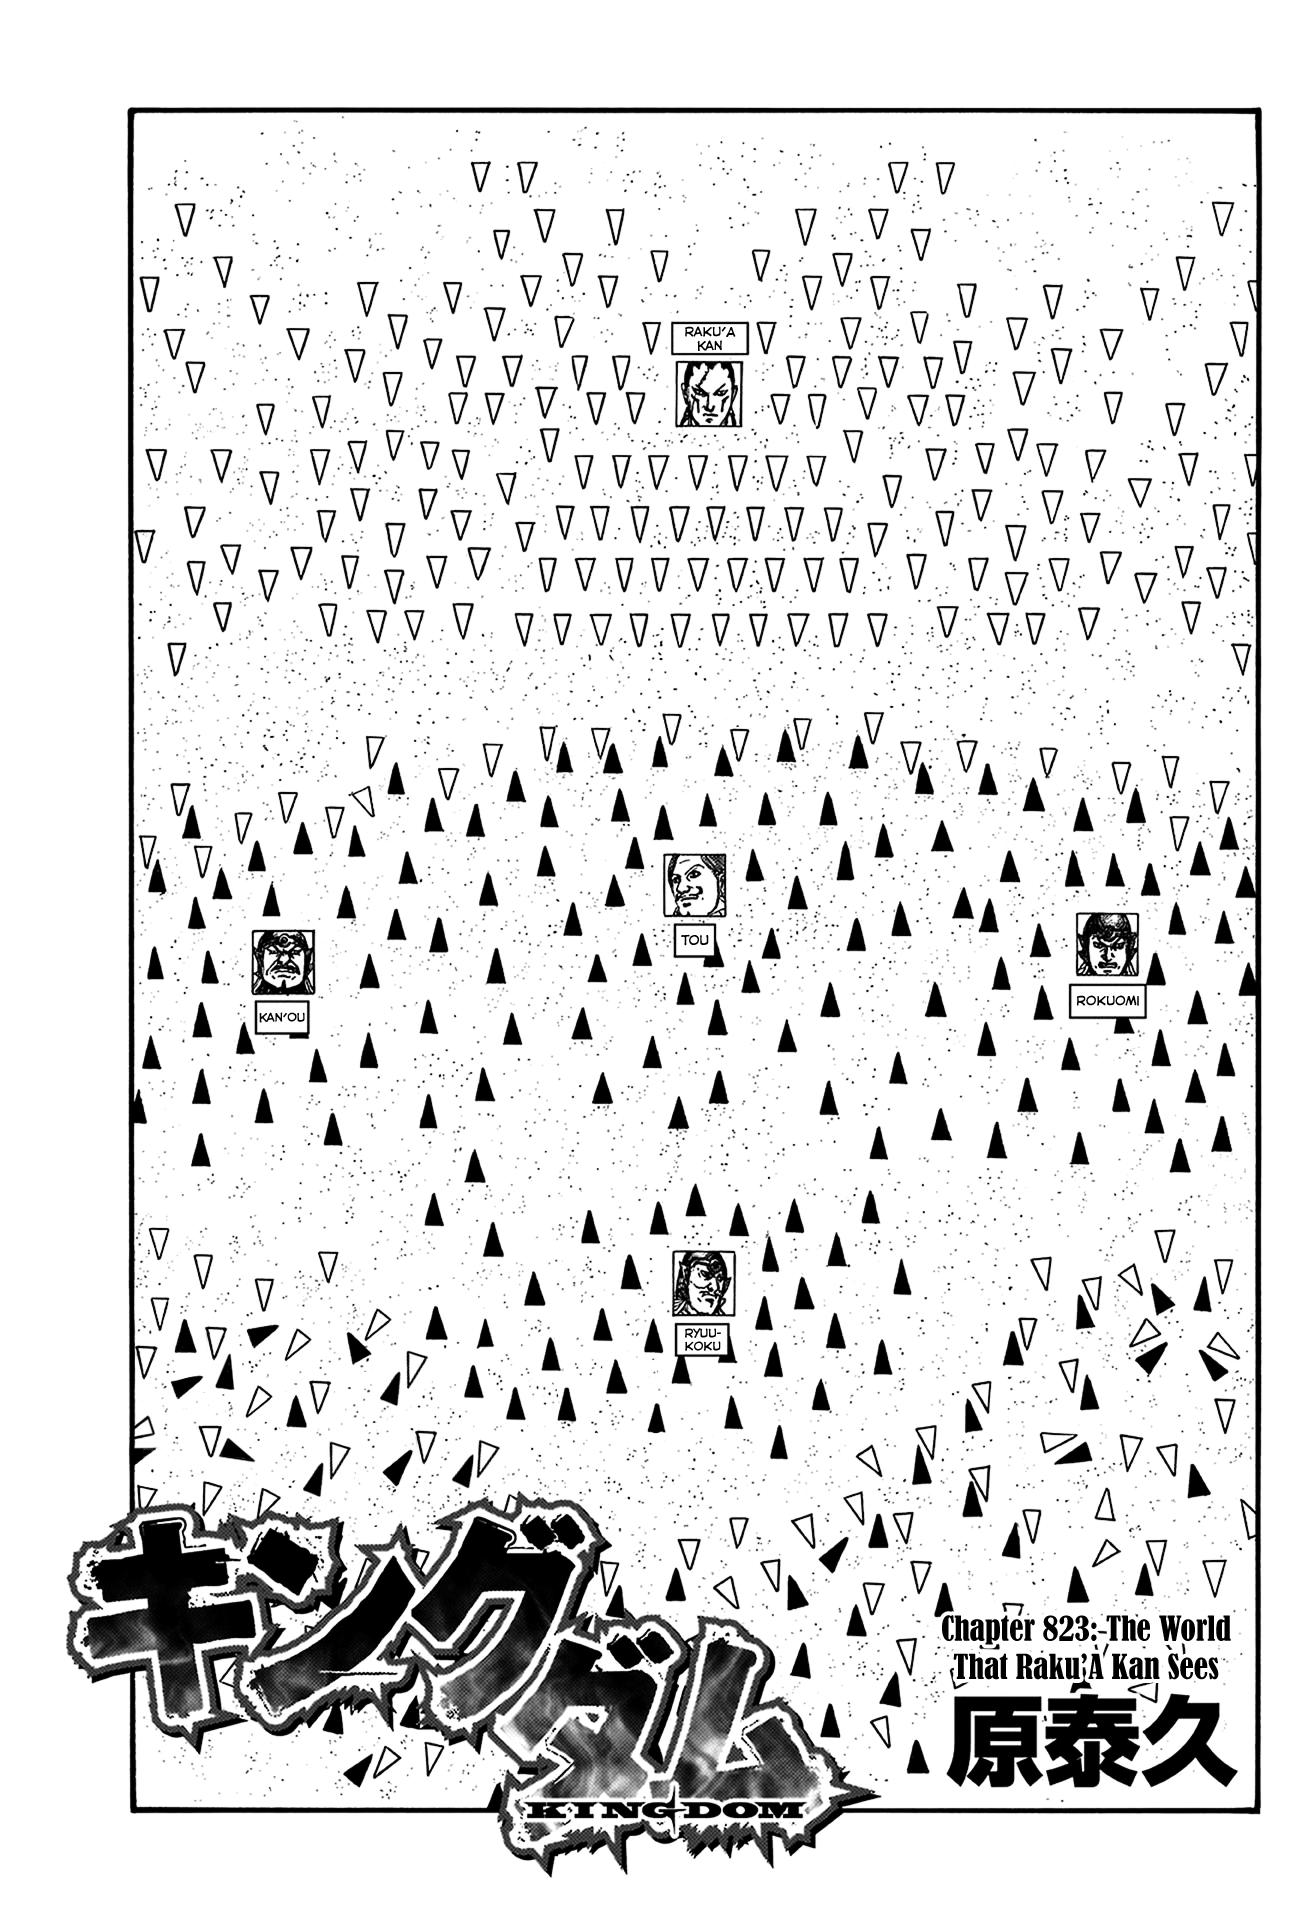 RAKU'A
KAN
TOU
KAN'OU
ROKUOMI
RYUU-
KOKU
キングダム
KINGDOM
Chapter 823: The World
That Raku'A Kan Sees
原泰久